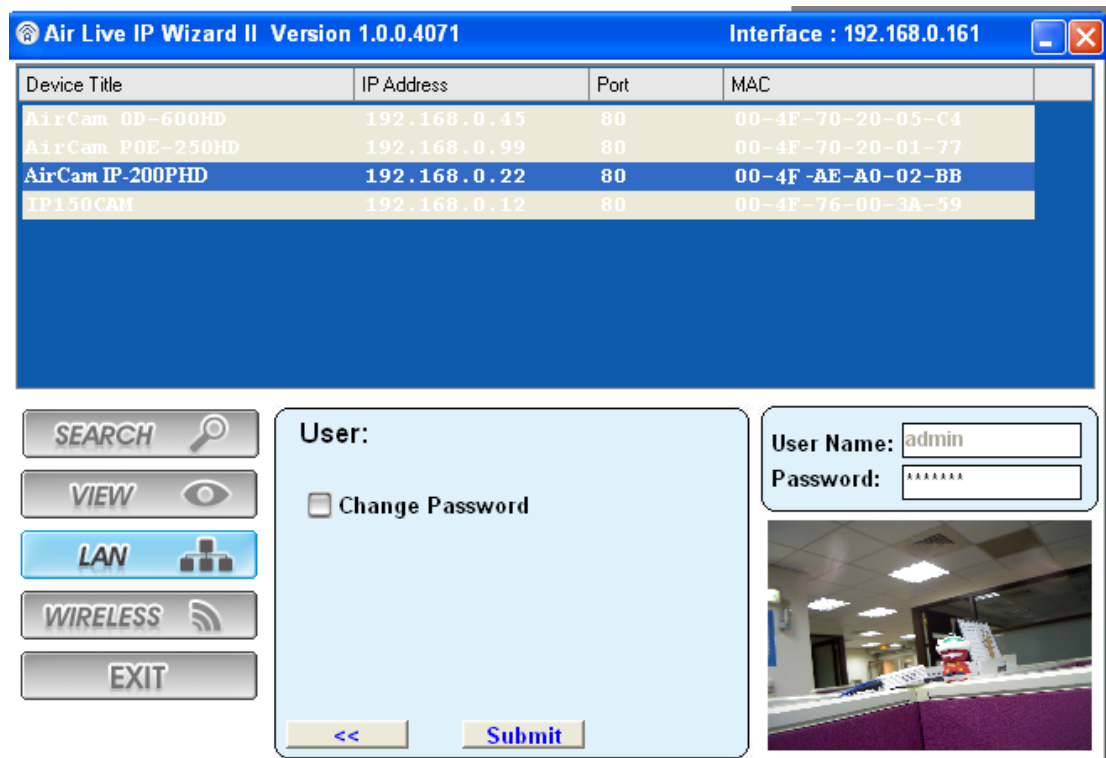 Air Live IP Wizard II Version 1.0.0.4071 Interface : 192.168.0.161
Device Title IP Address Port MAC
AirCam OD-600HD 192.168.0.45 80 00-4F-70-20-05-C4
AirCam POE-250HD 192.168.0.99 80 00-4F-70-20-01-77
AirCam IP-200PHD 192.168.0.22 80 00-4F -AE-A0-02-BB
IP150CAM 192.168.0.12 80 00-4F-76-00-3A-59
SEARCH
VIEW
LAN
WIRELESS
EXIT
User:
Change Password
<< Submit
User Name: admin
Password: *******